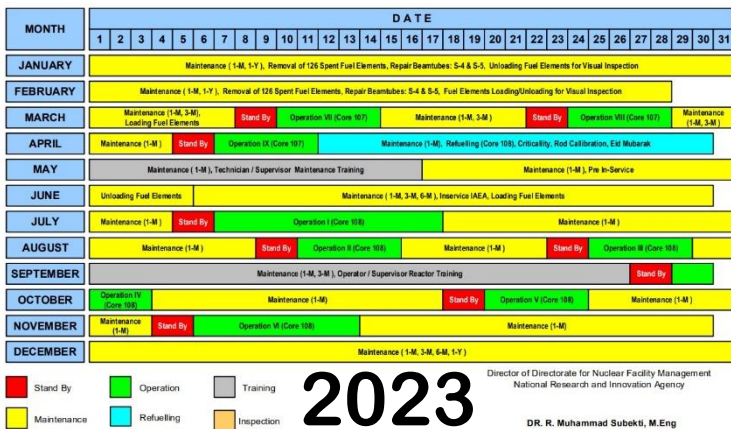 MONTH
D A T E
1 2 3 4 5 6 7 8 9 10 11 12 13 14 15 16 17 18 19 20 21 22 23 24 25 26 27 28 29 30 31
JANUARY
Maintenance ( 1-M, 1-Y ), Removal of 126 Spent Fuel Elements, Repair Beamtubes: S-4 & S-5, Unloading Fuel Elements for Visual Inspection
FEBRUARY
Maintenance ( 1-M, 1-Y ), Removal of 126 Spent Fuel Elements, Repair Beamtubes: S-4 & S-5, Fuel Elements Loading/Unloading for Visual Inspection
MARCH
Maintenance (1-M, 3-M),
Loading Fuel Elements
Stand By
Operation VII (Core 107)
Maintenance (1-M, 3-M )
Stand By
Operation VIII (Core 107)
Maintenance
(1-M, 3-M )
APRIL
Maintenance (1-M )
Stand By
Operation IX (Core 107)
Maintenance (1-M), Refuelling (Core 108), Criticallity, Rod Callibration, Eid Mubarak
MAY
Maintenance ( 1-M ), Technician / Supervisor Maintenance Training
Maintenance (1-M ), Pre In-Service
JUNE
Unloading Fuel Elements
Maintenance ( 1-M, 3-M, 6-M ), Inservice IAEA, Loading Fuel Elements
JULY
Maintenance (1-M )
Stand By
Operation I (Core 108)
Maintenance (1-M )
AUGUST
Maintenance (1-M )
Stand By
Operation II (Core 108)
Maintenance (1-M )
Stand By
Operation III (Core 108)
SEPTEMBER
Maintenance (1-M, 3-M ), Operator / Supervisor Reactor Training
Stand By
OCTOBER
Operation IV
(Core 108)
Maintenance (1-M)
Stand By
Operation V (Core 108)
Maintenance (1-M )
NOVEMBER
Maintenance
(1-M)
Stand By
Operation VI (Core 108)
Maintenance (1-M)
DECEMBER
Maintenance ( 1-M, 3-M, 6-M, 1-Y )
Stand By
Operation
Training
Maintenance
Refuelling
Inspection
2023
Director of Directorate for Nuclear Facility Management
National Research and Innovation Agency
DR. R. Muhammad Subekti, M.Eng